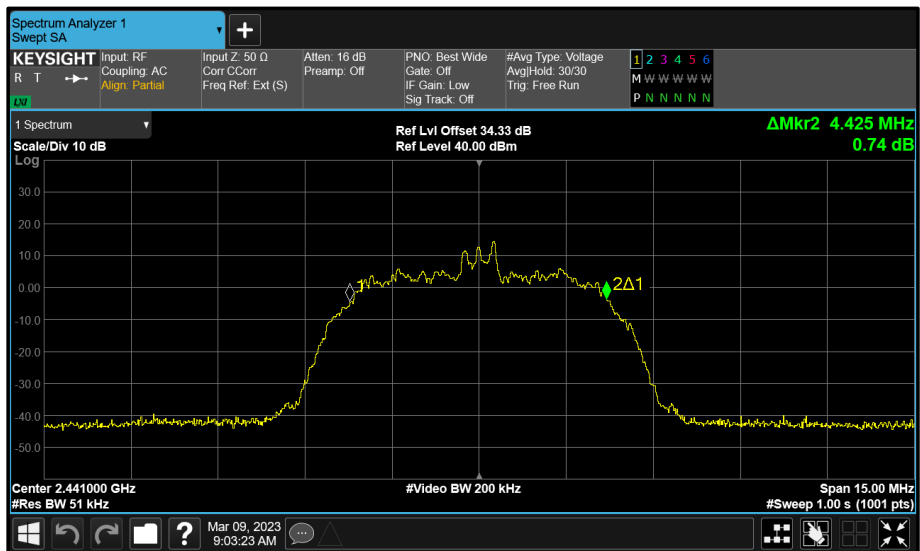 Spectrum Analyzer 1
Swept SA
KEYSIGHT
R T
LXI
Input: RF
Coupling: AC
Align: Partial
Input Z: 50 Ω
Corr CCorr
Freq Ref: Ext (S)
Atten: 16 dB
Preamp: Off
PNO: Best Wide
Gate: Off
IF Gain: Low
Sig Track: Off
#Avg Type: Voltage
Avg|Hold: 30/30
Trig: Free Run
1 2 3 4 5 6
M W W W W W
P N N N N N
1 Spectrum
Scale/Div 10 dB
Ref Lvl Offset 34.33 dB
Ref Level 40.00 dBm
ΔMkr2 4.425 MHz
0.74 dB
Log
30.0
20.0
10.0
0.00
-10.0
-20.0
-30.0
-40.0
-50.0
1
2Δ1
Center 2.441000 GHz
#Video BW 200 kHz
Span 15.00 MHz
#Res BW 51 kHz
#Sweep 1.00 s (1001 pts)
?
Mar 09, 2023
9:03:23 AM